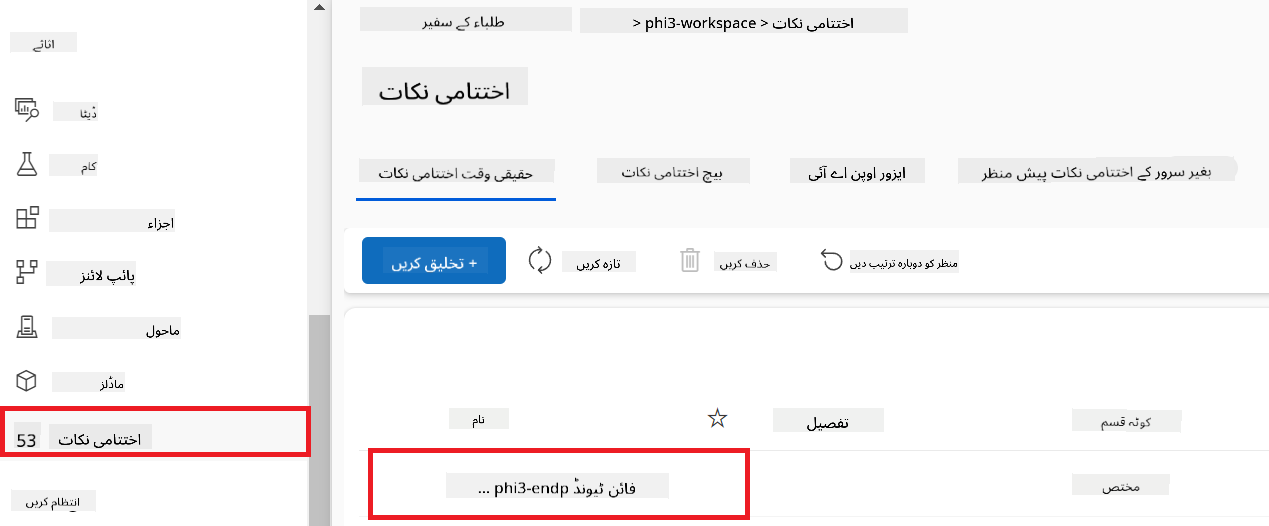 اثاثے
ڈیٹا
کام
اجزاء
پائپ لائنز
ماحول
ماڈلز
53 اختتامی نکات
انتظام کریں
طلباء کے سفیر
< phi3-workspace < اختتامی نکات
اختتامی نکات
حقیقی وقت اختتامی نکات
بیچ اختتامی نکات
ایزور اوپن اے آئی
بغیر سرور کے اختتامی نکات پیش منظر
+ تخلیق کریں
تازہ کریں
حذف کریں
منظر کو دوبارہ ترتیب دیں
نام
تفصیل
کوٹہ قسم
فائن ٹیونڈ phi3-endp ...
مختص